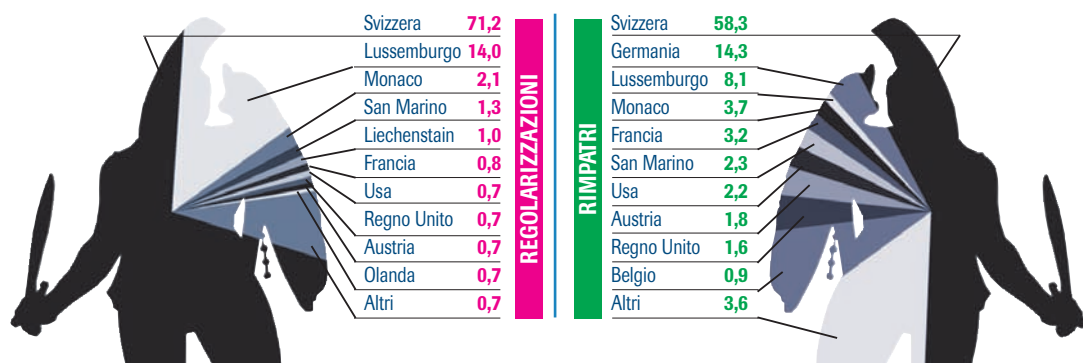 Svizzera 71,2
Lussemburgo 14,0
Monaco 2,1
San Marino 1,3
Liechenstain 1,0
Francia 0,8
Usa 0,7
Regno Unito 0,7
Austria 0,7
Olanda 0,7
Altri 0,7
REGOLARIZZAZIONI
RIMPATRI
Svizzera 58,3
Germania 14,3
Lussemburgo 8,1
Monaco 3,7
Francia 3,2
San Marino 2,3
Usa 2,2
Austria 1,8
Regno Unito 1,6
Belgio 0,9
Altri 3,6